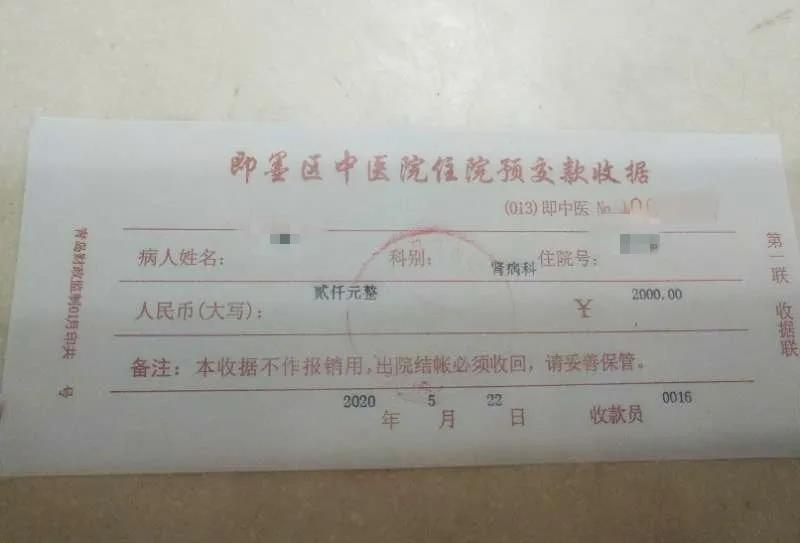 即墨区中医院住院预交款收据
(013)即中医 №
病人姓名： 科别： 肾病科 住院号：
人民币(大写)： 贰仟元整 ¥ 2000.00
备注：本收据不作报销用，出院结帐必须收回，请妥善保管。
2020 年 5 月 22 日 收款员 0016
第一联 收据联